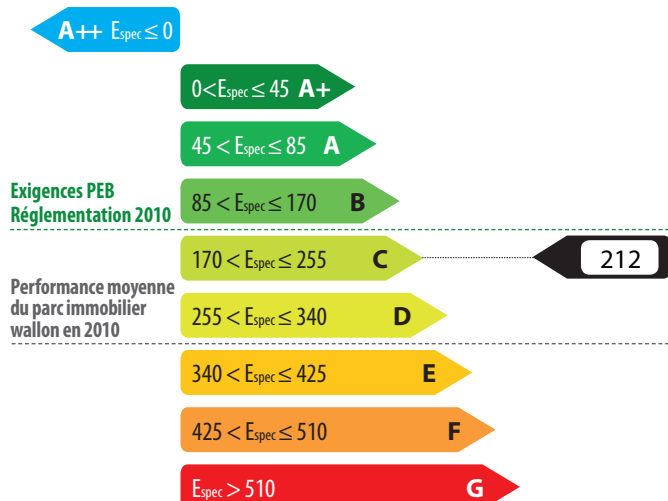 A++ Espec ≤ 0
0<Espec ≤ 45 A+
45 < Espec ≤ 85 A
Exigences PEB
Réglementation 2010
85 < Espec ≤ 170 B
170 < Espec ≤ 255 C
212
Performance moyenne
du parc immobilier
wallon en 2010
255 < Espec ≤ 340 D
340 < Espec ≤ 425 E
425 < Espec ≤ 510 F
Espec > 510 G